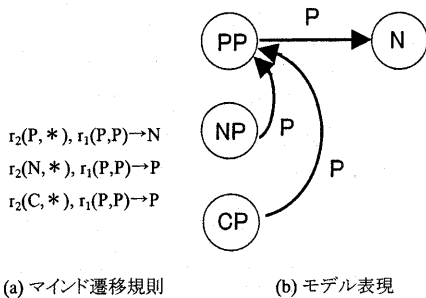 P
PP
N
NP
P
P
CP
r₂(P,＊), r₁(P,P)→N
r₂(N,＊), r₁(P,P)→P
r₂(C,＊), r₁(P,P)→P
(a) マインド遷移規則
(b) モデル表現